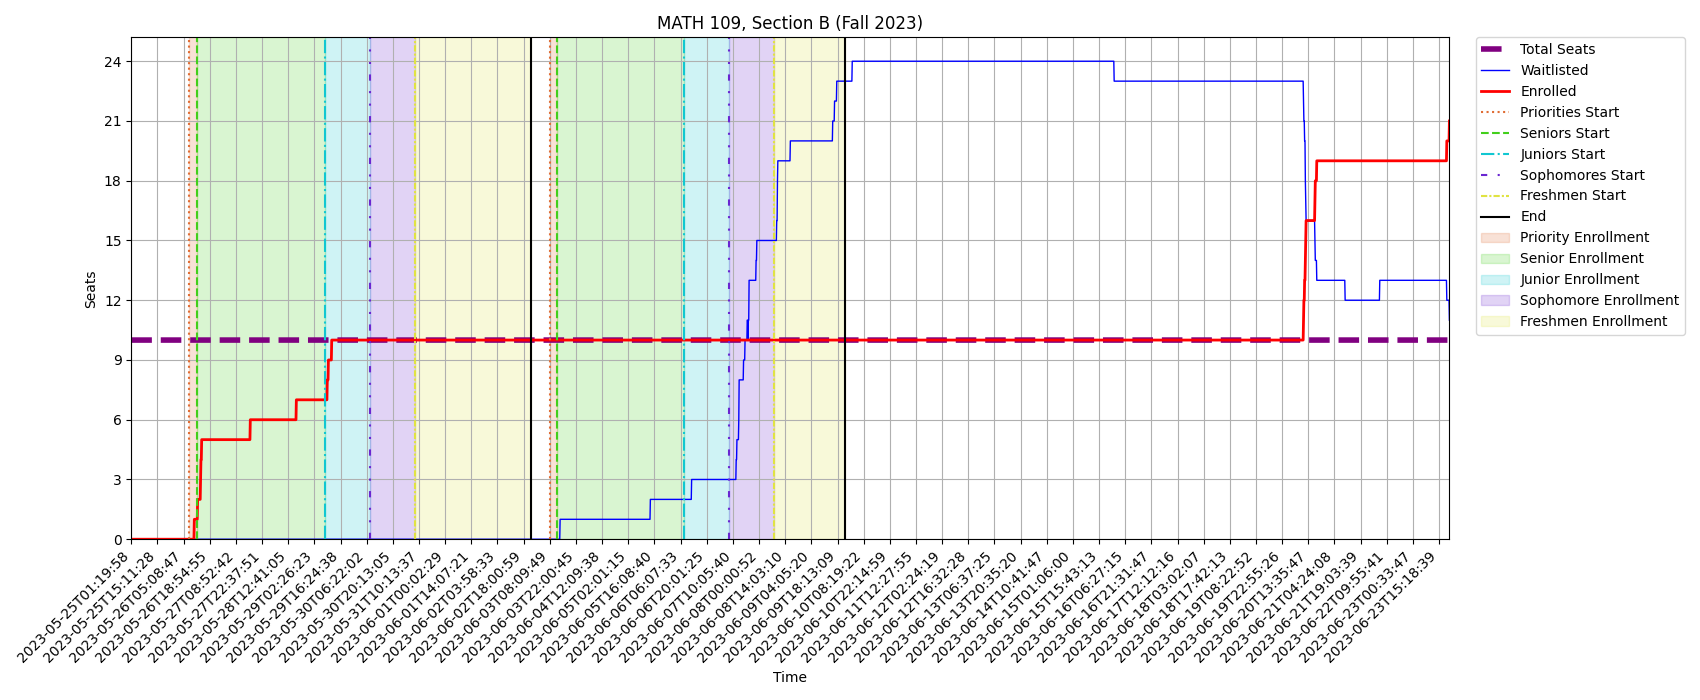 MATH 109, Section B (Fall 2023)
Seats
24
21
18
15
12
9
6
3
0
2023-05-25T01:19:58
2023-05-25T15:11:28
2023-05-26T05:08:47
2023-05-26T18:54:55
2023-05-27T08:52:42
2023-05-27T22:37:51
2023-05-28T12:41:05
2023-05-29T02:26:23
2023-05-29T16:24:38
2023-05-30T06:22:02
2023-05-30T20:13:05
2023-05-31T10:13:37
2023-06-01T00:02:29
2023-06-01T14:07:21
2023-06-02T03:58:33
2023-06-02T18:00:59
2023-06-03T08:09:49
2023-06-03T22:00:45
2023-06-04T12:09:38
2023-06-05T02:01:15
2023-06-05T16:08:40
2023-06-06T06:07:33
2023-06-06T20:01:25
2023-06-07T10:05:40
2023-06-08T00:00:52
2023-06-08T14:03:10
2023-06-09T04:05:20
2023-06-09T18:13:09
2023-06-10T08:19:22
2023-06-10T22:14:59
2023-06-11T12:27:55
2023-06-12T02:24:19
2023-06-12T16:32:28
2023-06-13T06:37:25
2023-06-13T20:35:20
2023-06-14T10:41:47
2023-06-15T01:06:00
2023-06-15T15:43:13
2023-06-16T06:27:15
2023-06-16T21:31:47
2023-06-17T12:12:16
2023-06-18T03:02:07
2023-06-18T17:42:13
2023-06-19T08:22:52
2023-06-19T22:55:26
2023-06-20T13:35:47
2023-06-21T04:24:08
2023-06-21T19:03:39
2023-06-22T09:55:41
2023-06-23T00:33:47
2023-06-23T15:18:39
Time
Total Seats
Waitlisted
Enrolled
Priorities Start
Seniors Start
Juniors Start
Sophomores Start
Freshmen Start
End
Priority Enrollment
Senior Enrollment
Junior Enrollment
Sophomore Enrollment
Freshmen Enrollment